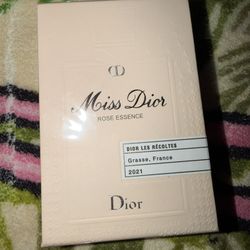 CD
Miss Dior
ROSE ESSENCE
DIOR LES RÉCOLTES
Grasse, France
2021
Dior